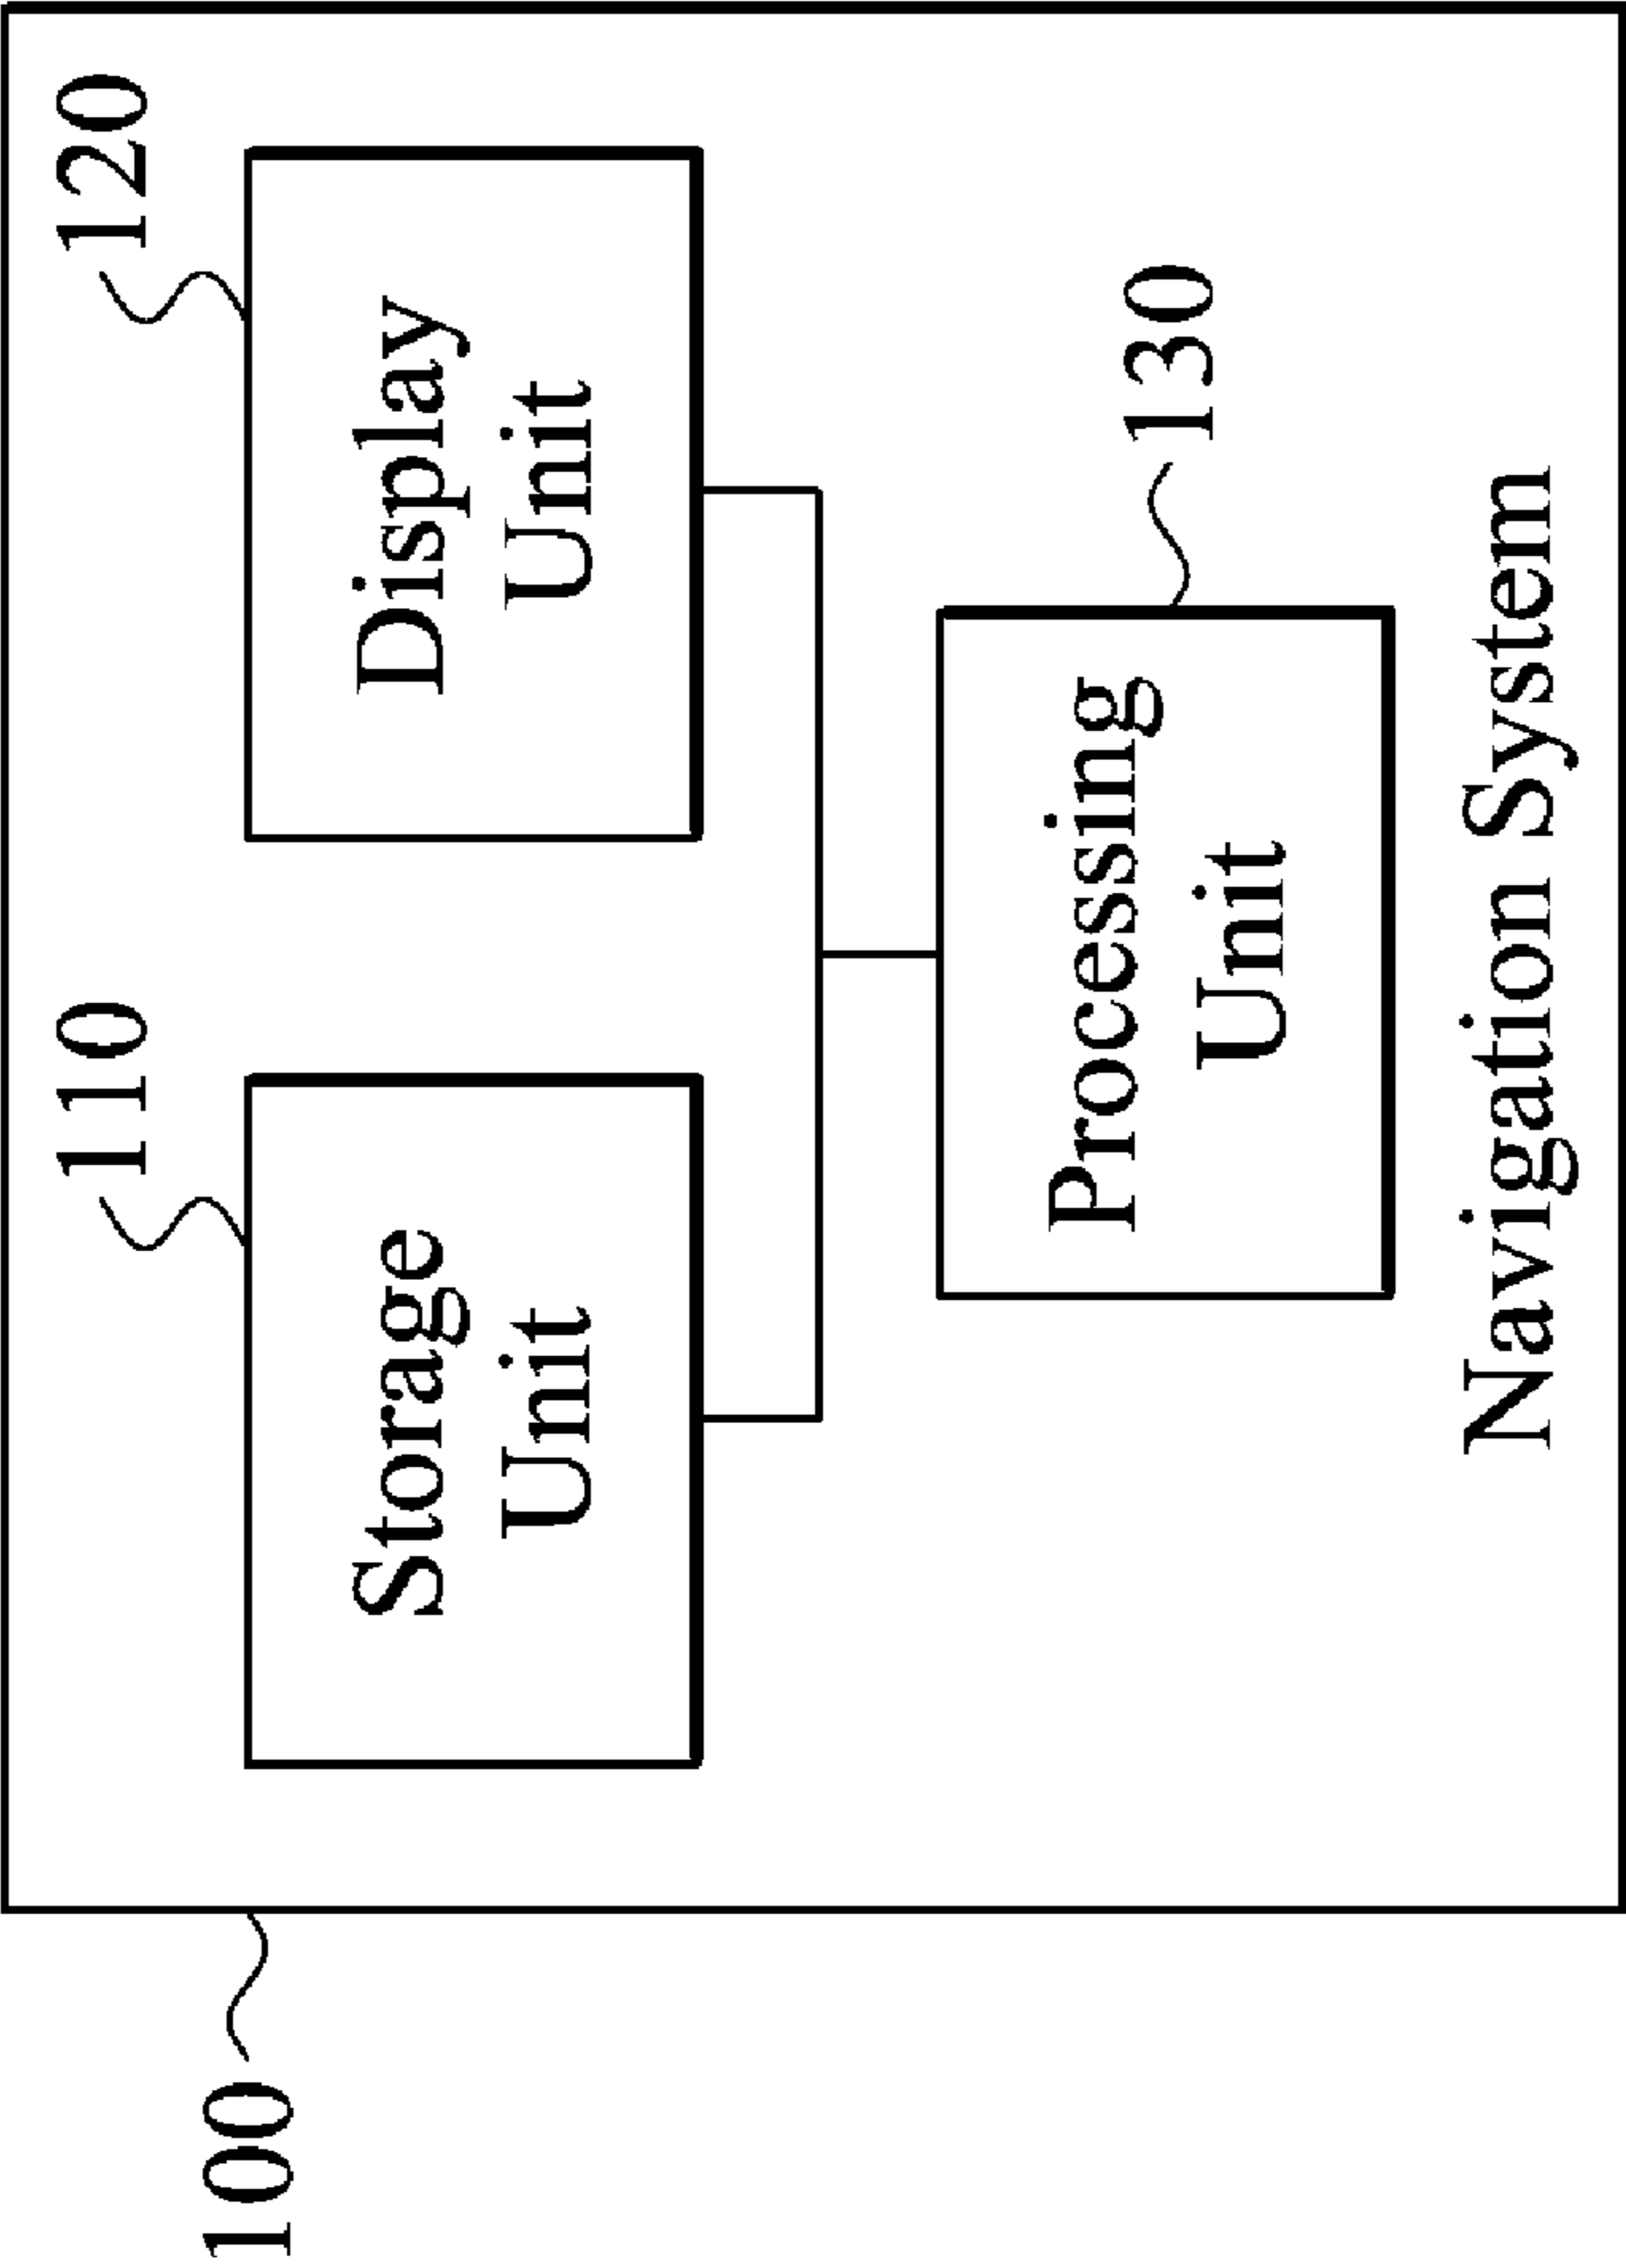 100
110
120
Storage
Unit
Display
Unit
130
Processing
Unit
Navigation System